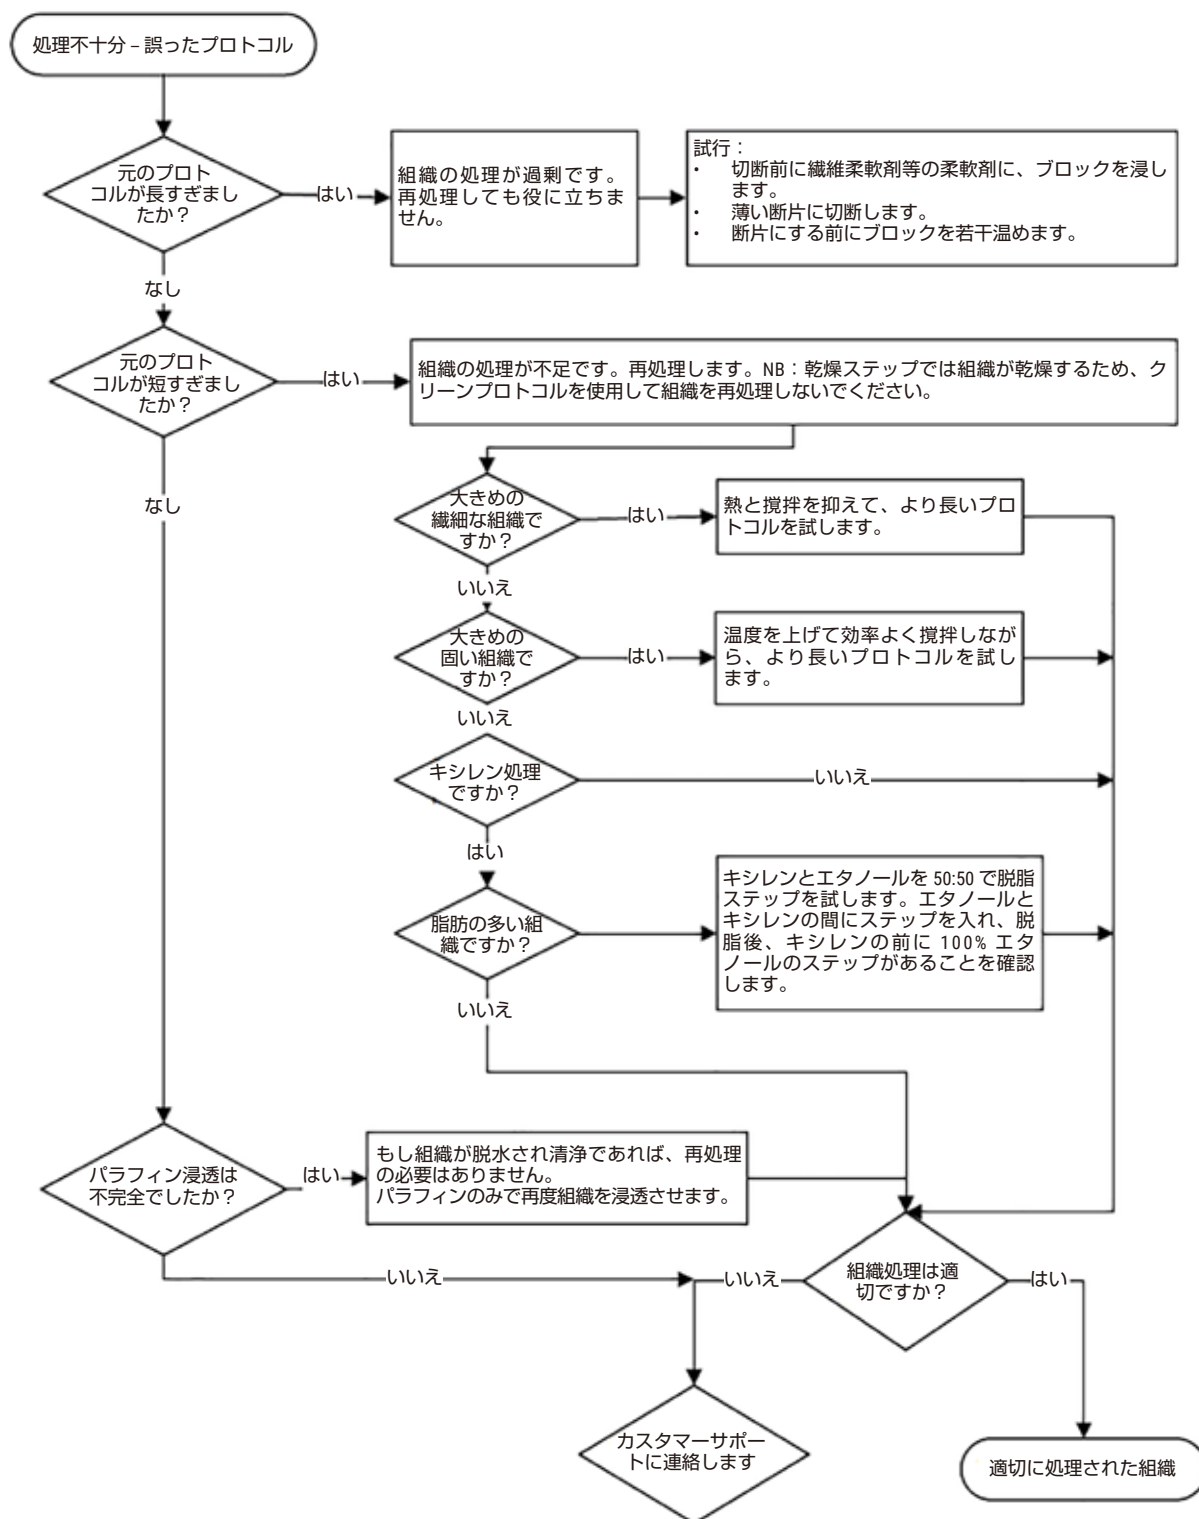 処理不十分 – 誤ったプロトコル
元のプロト
コルが長すぎまし
たか？
はい
組織の処理が過剰です。
再処理しても役に立ちま
せん。
試行：
• 切断前に繊維柔軟剤等の柔軟剤に、ブロックを浸し
ます。
• 薄い断片に切断します。
• 断片にする前にブロックを若干温めます。
なし
元のプロト
コルが短すぎまし
たか？
はい
組織の処理が不足です。再処理します。NB：乾燥ステップでは組織が乾燥するため、ク
リーンプロトコルを使用して組織を再処理しないでください。
なし
大きめの
繊細な組織で
すか？
はい
熱と撹拌を抑えて、より長いプロ
トコルを試します。
いいえ
大きめの
固い組織で
すか？
はい
温度を上げて効率よく撹拌しなが
ら、より長いプロトコルを試し
ます。
いいえ
キシレン処理
ですか？
いいえ
はい
脂肪の多い組
織ですか？
キシレンとエタノールを 50:50 で脱脂
ステップを試します。エタノールと
キシレンの間にステップを入れ、脱
脂後、キシレンの前に 100% エタ
ノールのステップがあることを確認
します。
いいえ
パラフィン浸透は
不完全でしたか？
はい
もし組織が脱水され清浄であれば、再処理
の必要はありません。
パラフィンのみで再度組織を浸透させます。
いいえ
いいえ
組織処理は適
切ですか？
はい
カスタマーサポー
トに連絡します
適切に処理された組織